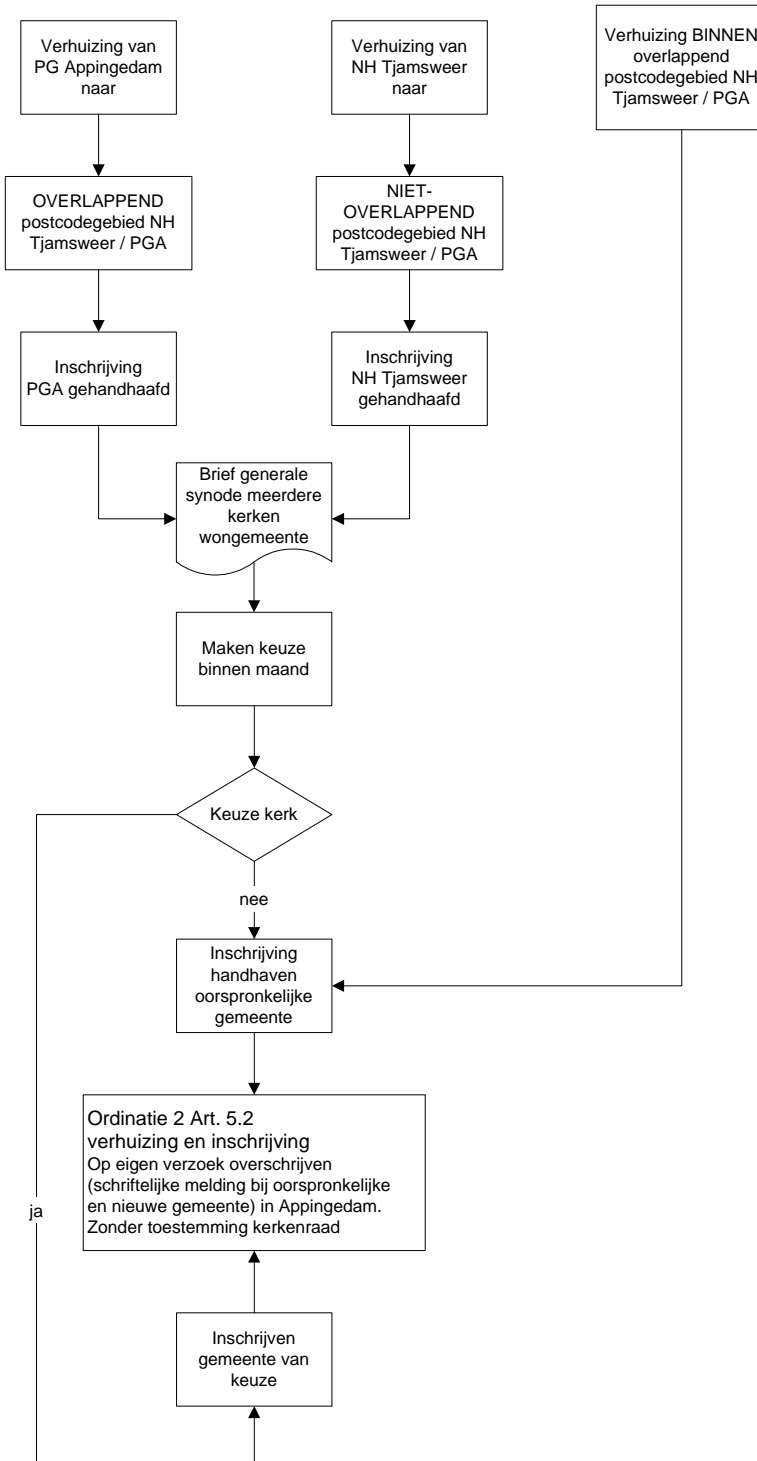 Verhuizing van
PG Appingedam
naar
Verhuizing van
NH Tjamsweer
naar
Verhuizing BINNEN
overlappend
postcodegebied NH
Tjamsweer / PGA
OVERLAPPEND
postcodegebied NH
Tjamsweer / PGA
NIET-
OVERLAPPEND
postcodegebied NH
Tjamsweer / PGA
Inschrijving
PGA gehandhaafd
Inschrijving
NH Tjamsweer
gehandhaafd
Brief generale
synode meerdere
kerken
wongemeente
Maken keuze
binnen maand
Keuze kerk
nee
Inschrijving
handhaven
oorspronkelijke
gemeente
Ordinatie 2 Art. 5.2
verhuizing en inschrijving
Op eigen verzoek overschrijven
(schriftelijke melding bij oorspronkelijke
en nieuwe gemeente) in Appingedam.
Zonder toestemming kerkenraad
ja
Inschrijven
gemeente van
keuze